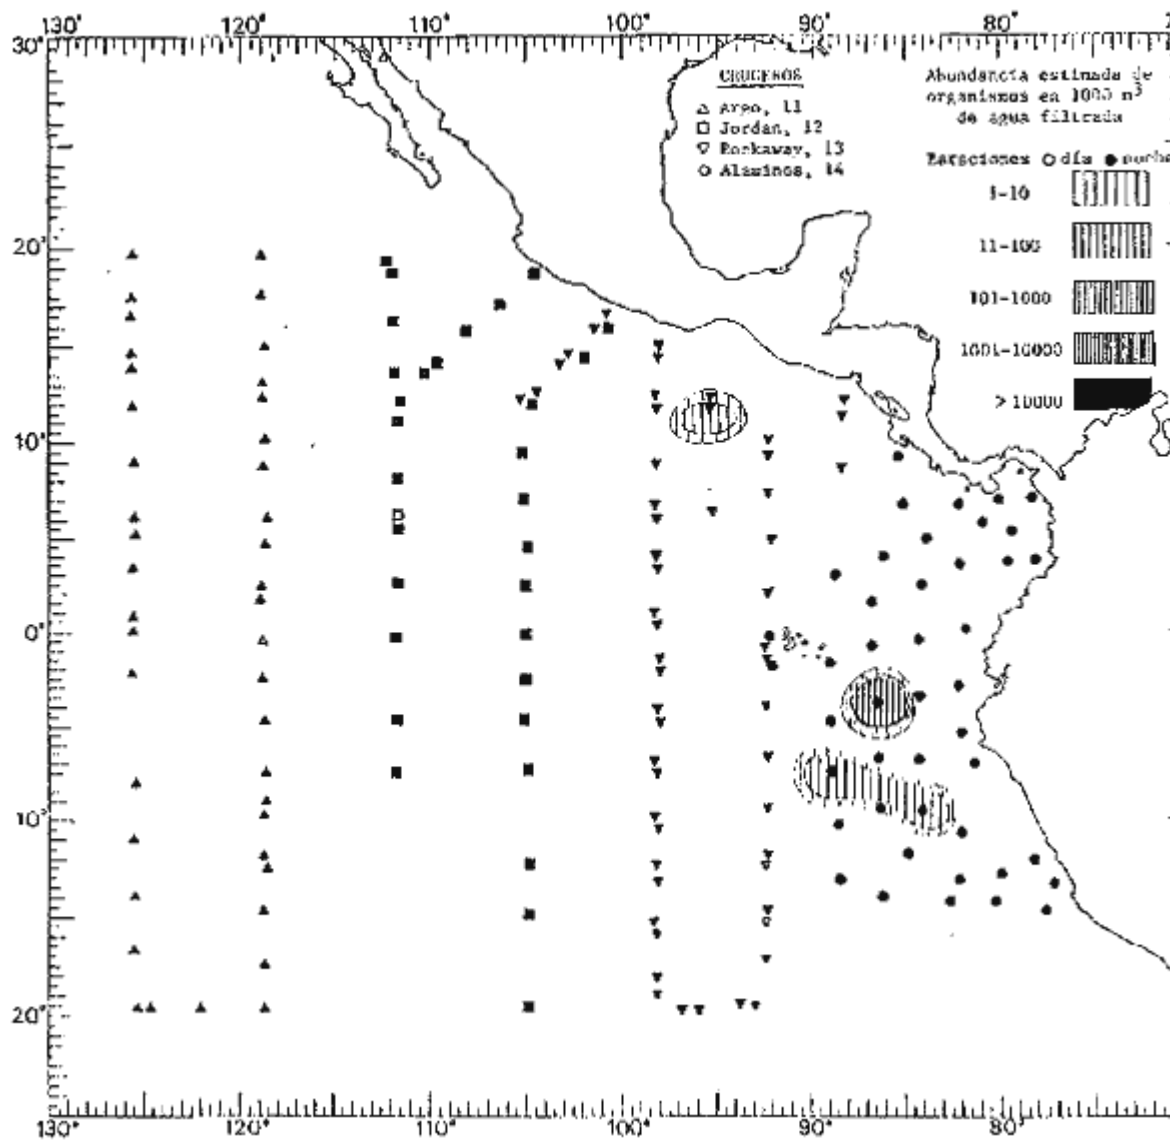 130° 120° 110° 100° 90° 80°
30°
CRUCEROS
△ Argo, 11
□ Jordan, 12
▽ Rockaway, 13
○ Alaminos, 14
Abundancia estimada de
organismos en 1000 m³
de agua filtrada
Estaciones ○ día ● noche
11-100
101-1000
1001-10000
> 10000
20°
10°
0°
10°
20°
130° 120° 110° 100° 90° 80°